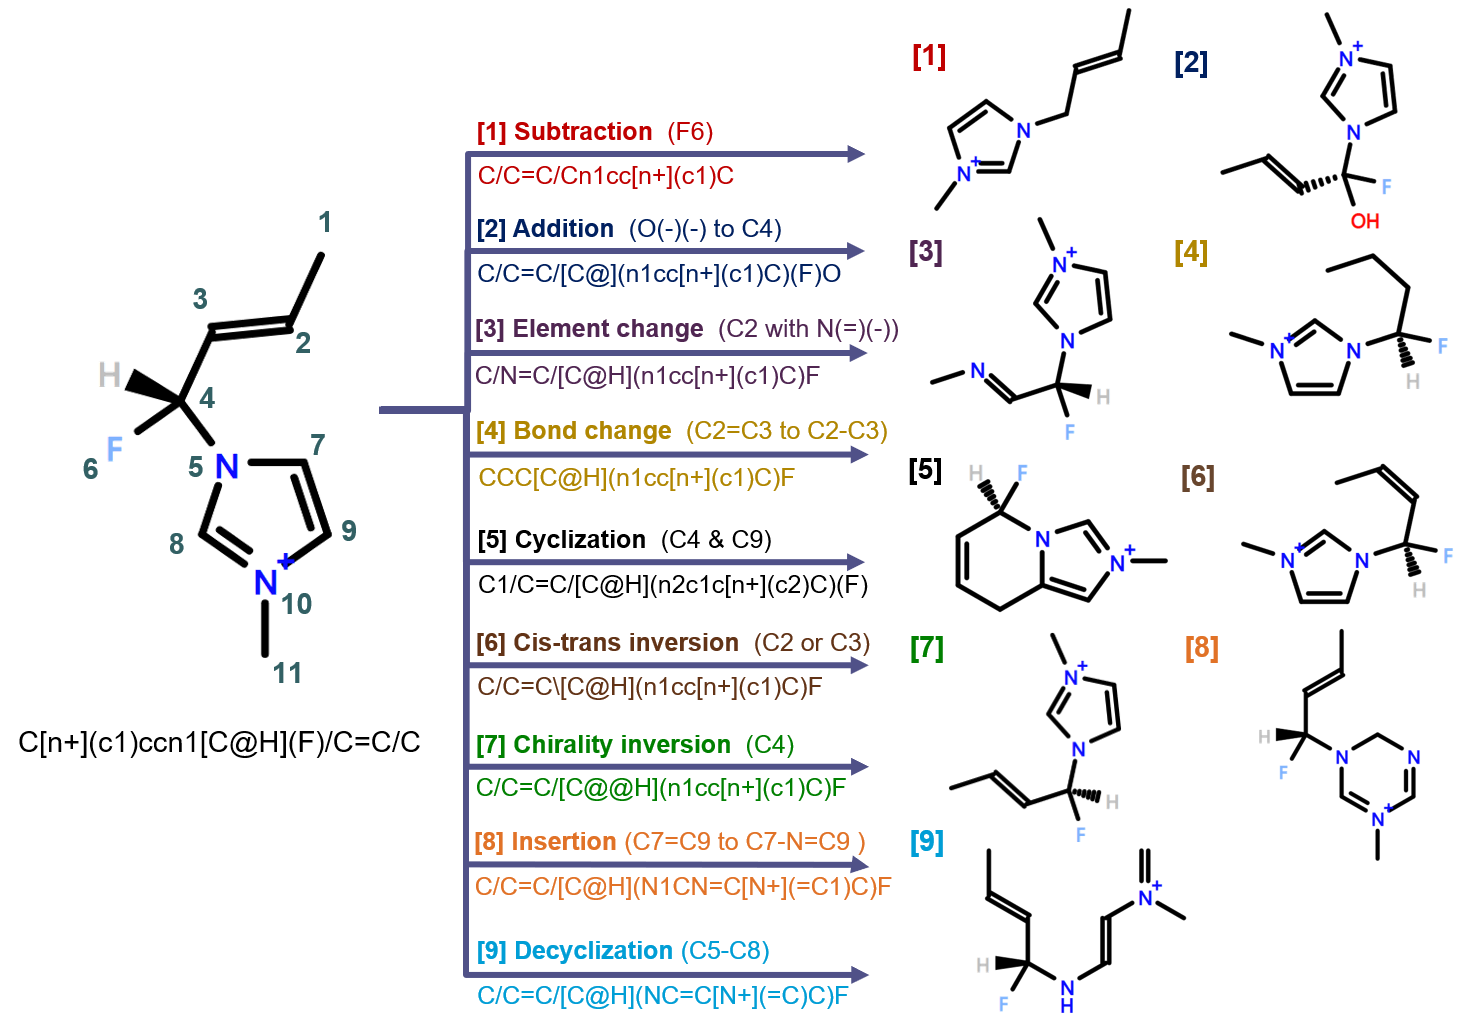 1
3
2
H
4
F
6
5
N
7
8
9
N+
10
11
C[n+](c1)ccn1[C@H](F)/C=C/C
[1] Subtraction (F6)
C/C=C/Cn1cc[n+](c1)C
[2] Addition (O(-)(-) to C4)
C/C=C/[C@](n1cc[n+](c1)C)(F)O
[3] Element change (C2 with N(=)(-))
C/N=C/[C@H](n1cc[n+](c1)C)F
[4] Bond change (C2=C3 to C2-C3)
CCC[C@H](n1cc[n+](c1)C)F
[5] Cyclization (C4 & C9)
C1/C=C/[C@H](n2c1c[n+](c2)C)(F)
[6] Cis-trans inversion (C2 or C3)
C/C=C\[C@H](n1cc[n+](c1)C)F
[7] Chirality inversion (C4)
C/C=C/[C@@H](n1cc[n+](c1)C)F
[8] Insertion (C7=C9 to C7-N=C9 )
C/C=C/[C@H](N1CN=C[N+](=C1)C)F
[9] Decyclization (C5-C8)
C/C=C/[C@H](NC=C[N+](=C)C)F
[1]
N
N+
[2]
N+
N
F
OH
[3]
N+
N
N
H
F
[4]
N+
N
F
H
[5]
H
F
N
N+
[6]
N+
N
F
H
[7]
N+
N
H
F
[8]
H
F
N
N
N+
[9]
N+
H
F
N
H